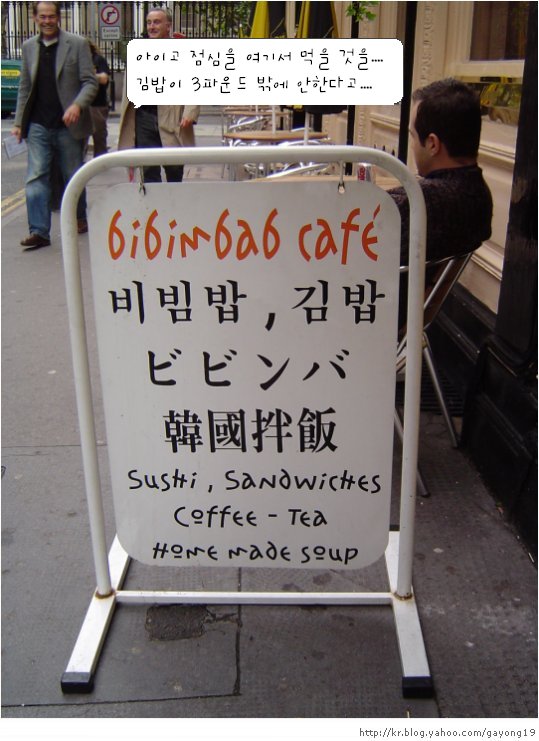 아이고 점심을 여기서 먹을 것을....
김밥이 3파운드 밖에 안한다고....
bibimbab café
비빔밥, 김밥
ビビンバ
韓國拌飯
Sushi, Sandwiches
Coffee - Tea
Home made soup
http://kr.blog.yahoo.com/gayong19